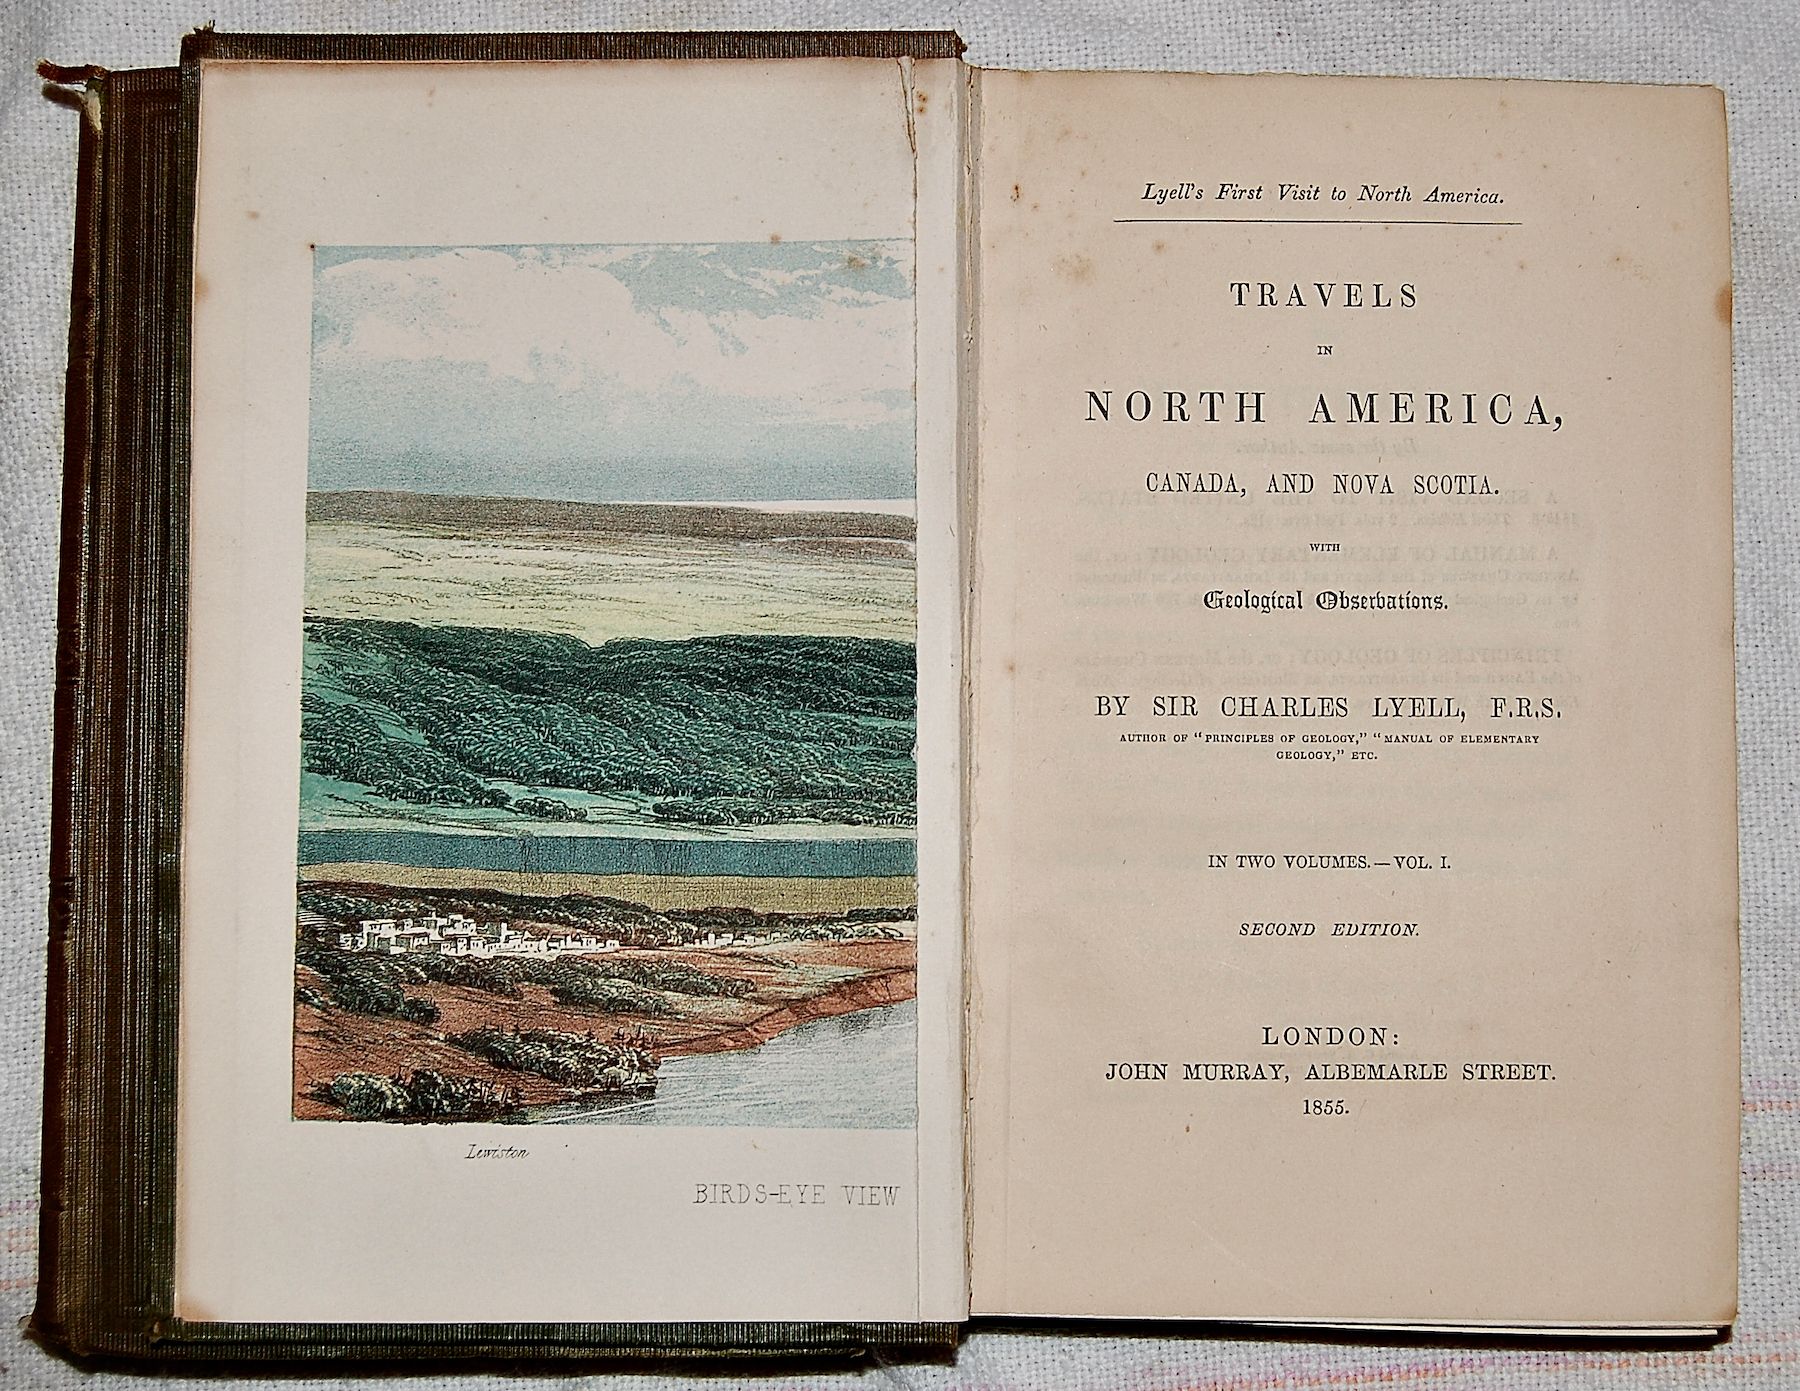 Lewiston
BIRDS-EYE VIEW
Lyell's First Visit to North America.
TRAVELS
IN
NORTH AMERICA,
CANADA, AND NOVA SCOTIA.
WITH
Geological Observations.
BY SIR CHARLES LYELL, F.R.S.
AUTHOR OF "PRINCIPLES OF GEOLOGY," "MANUAL OF ELEMENTARY
GEOLOGY," ETC.
IN TWO VOLUMES.—VOL. I.
SECOND EDITION.
LONDON:
JOHN MURRAY, ALBEMARLE STREET.
1855.